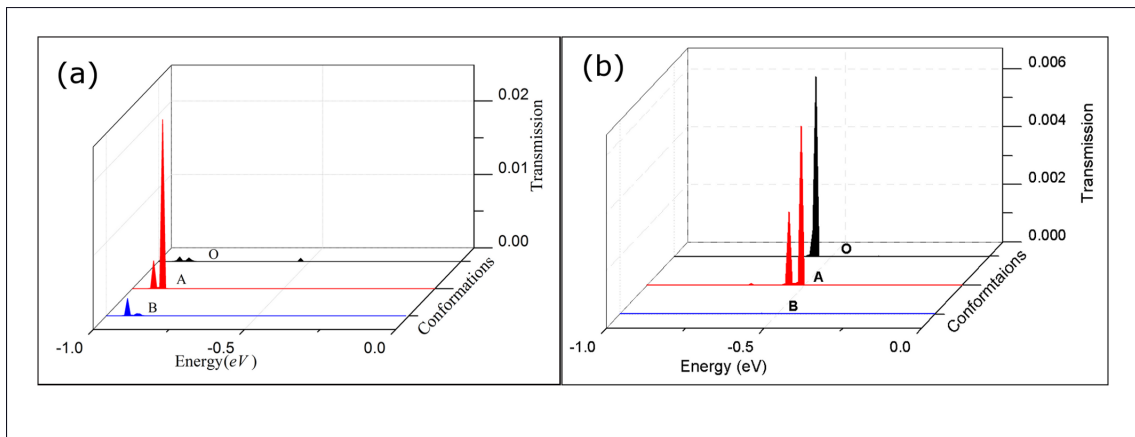 (a)
0.02
0.01
0.00
Transmission
O
A
B
Conformations
-1.0
-0.5
0.0
Energy(eV)
(b)
0.006
0.004
0.002
0.000
Transmission
O
A
B
Conformtaions
-1.0
-0.5
0.0
Energy (eV)